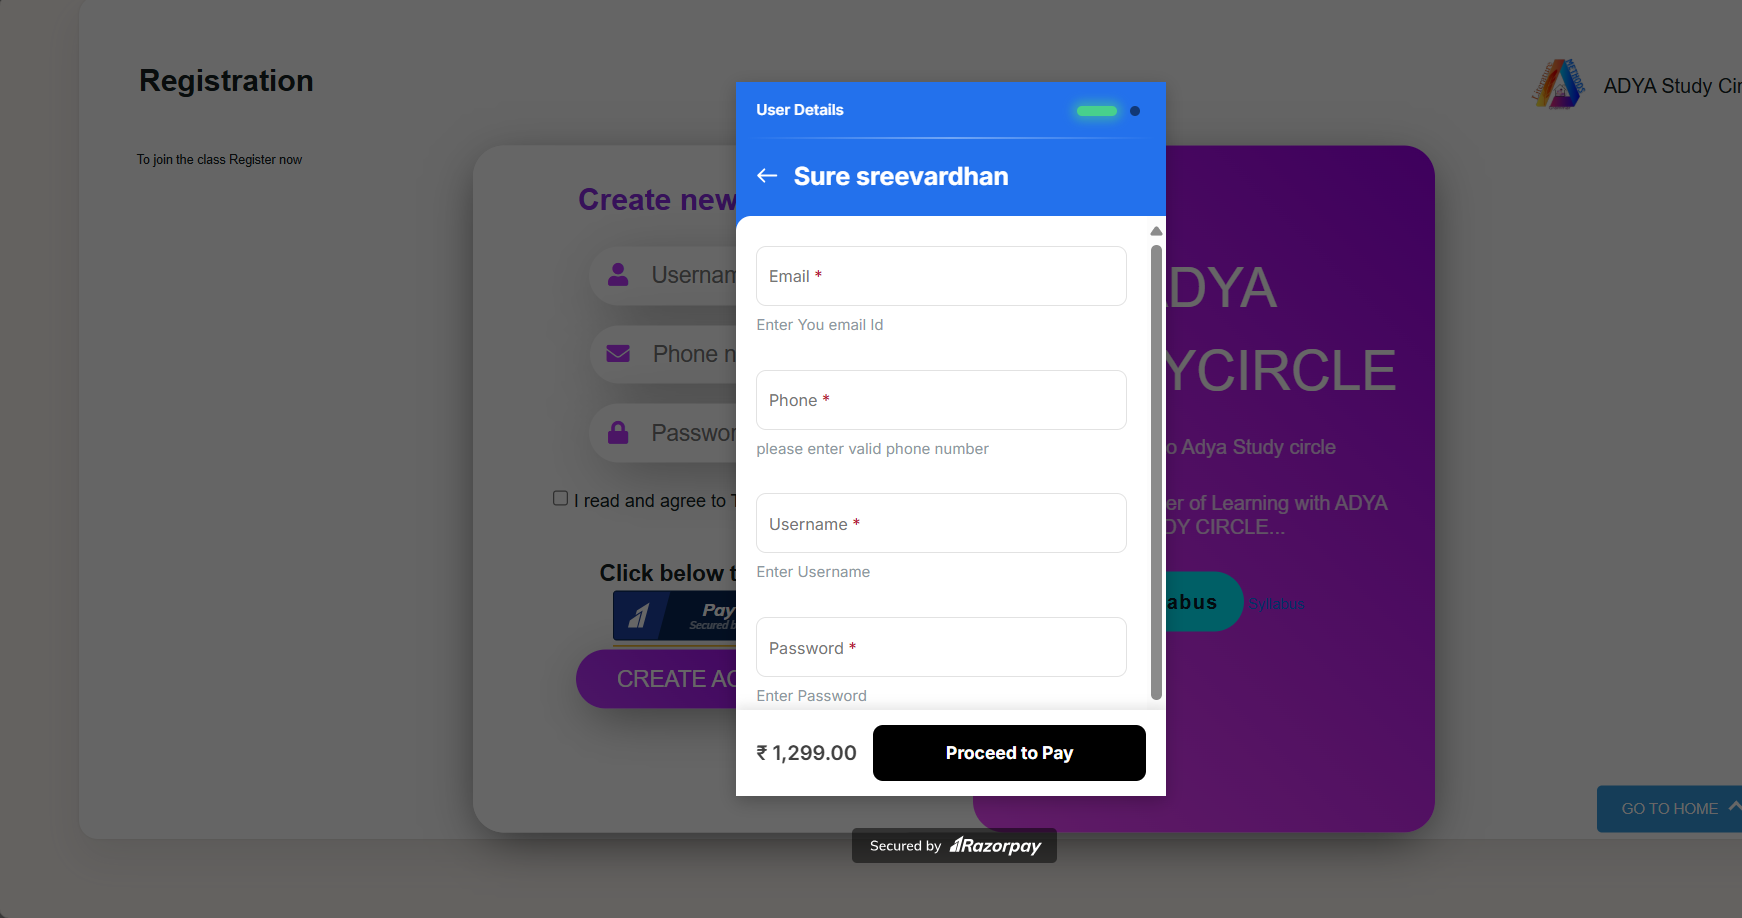 Registration
ADYA Study Cir
To join the class Register now
User Details
Sure sreevardhan
Email *
Enter You email Id
Phone *
please enter valid phone number
Username *
Enter Username
Password *
Enter Password
₹ 1,299.00
Proceed to Pay
Secured by Razorpay
Create new
Usernam
Phone n
Passwor
I read and agree to T
Click below t
Pay
Secured b
CREATE AC
ADYA
YCIRCLE
o Adya Study circle
er of Learning with ADYA
DY CIRCLE...
abus
Syllabus
GO TO HOME